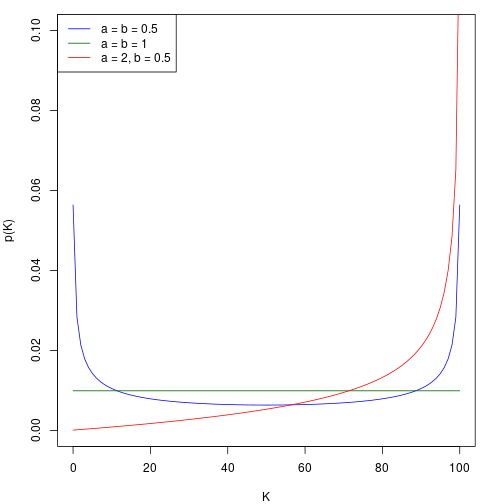 a = b = 0.5
a = b = 1
a = 2, b = 0.5
p(K)
0.10
0.08
0.06
0.04
0.02
0.00
0 20 40 60 80 100
K